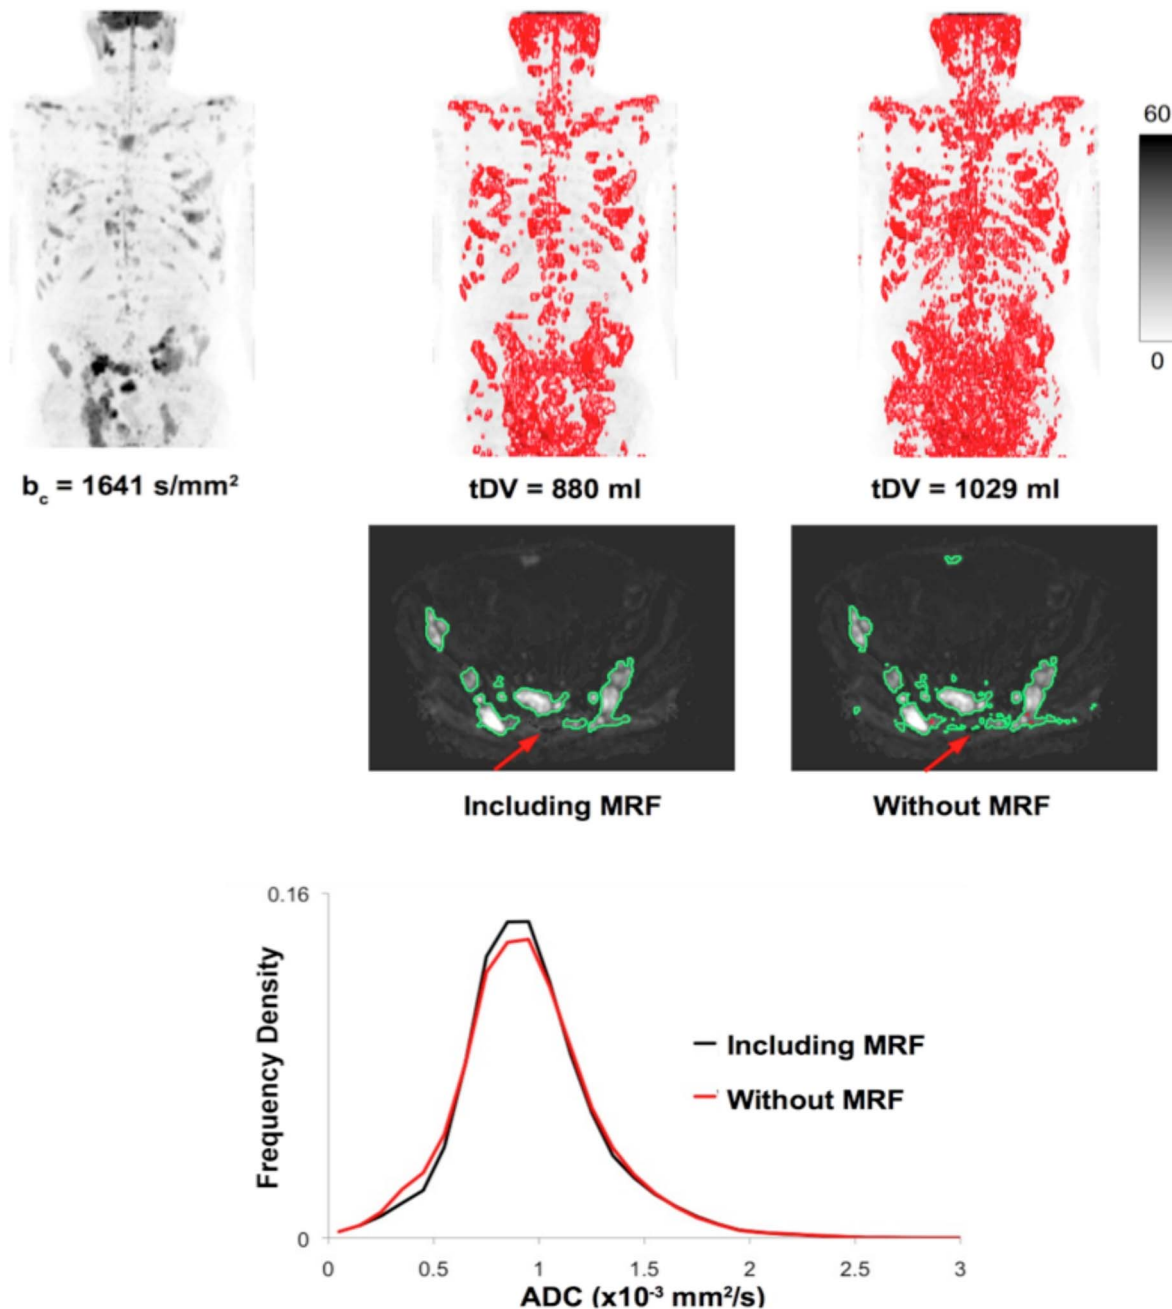 60
0
b_c = 1641 s/mm²
tDV = 880 ml
tDV = 1029 ml
Including MRF
Without MRF
0.16
Frequency Density
Including MRF
Without MRF
0
0 0.5 1 1.5 2 2.5 3
ADC (x10⁻³ mm²/s)